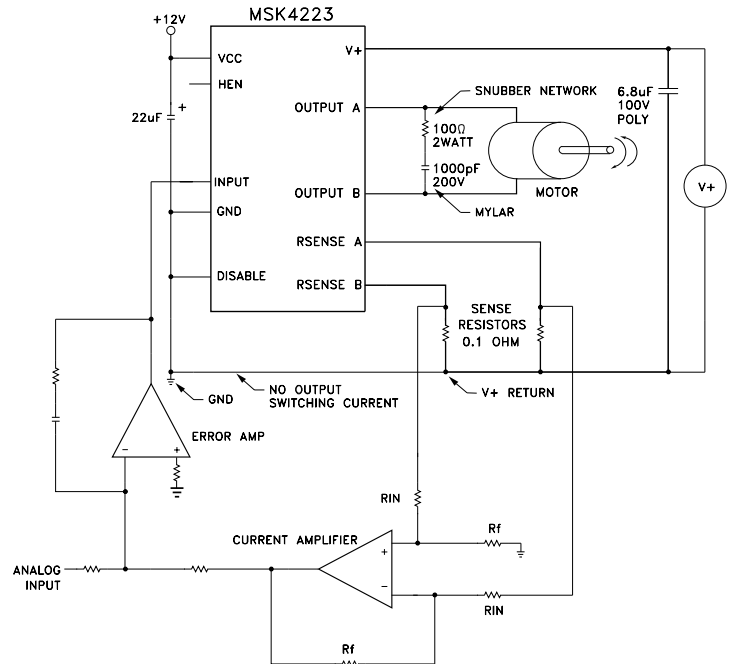 MSK4223
+12V
VCC
HEN
22uF
+
INPUT
GND
DISABLE
V+
OUTPUT A
OUTPUT B
RSENSE A
RSENSE B
SNUBBER NETWORK
100Ω
2WATT
1000pF
200V
MYLAR
MOTOR
6.8uF
100V
POLY
V+
SENSE
RESISTORS
0.1 OHM
GND
NO OUTPUT
SWITCHING CURRENT
V+ RETURN
ERROR AMP
-
+
RIN
CURRENT AMPLIFIER
+
-
Rf
RIN
ANALOG
INPUT
Rf